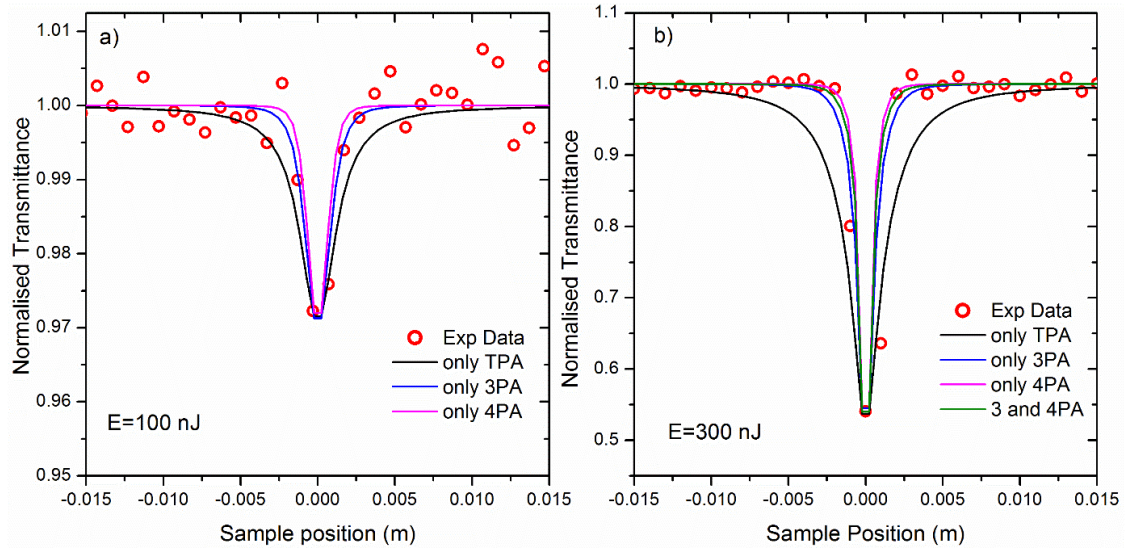 a)
1.01
1.00
0.99
0.98
0.97
0.96
0.95
Normalised Transmittance
Exp Data
only TPA
only 3PA
only 4PA
E=100 nJ
-0.015 -0.010 -0.005 0.000 0.005 0.010 0.015
Sample position (m)
b)
1.1
1.0
0.9
0.8
0.7
0.6
0.5
Normalised Transmittance
Exp Data
only TPA
only 3PA
only 4PA
3 and 4PA
E=300 nJ
-0.015 -0.010 -0.005 0.000 0.005 0.010 0.015
Sample Position (m)